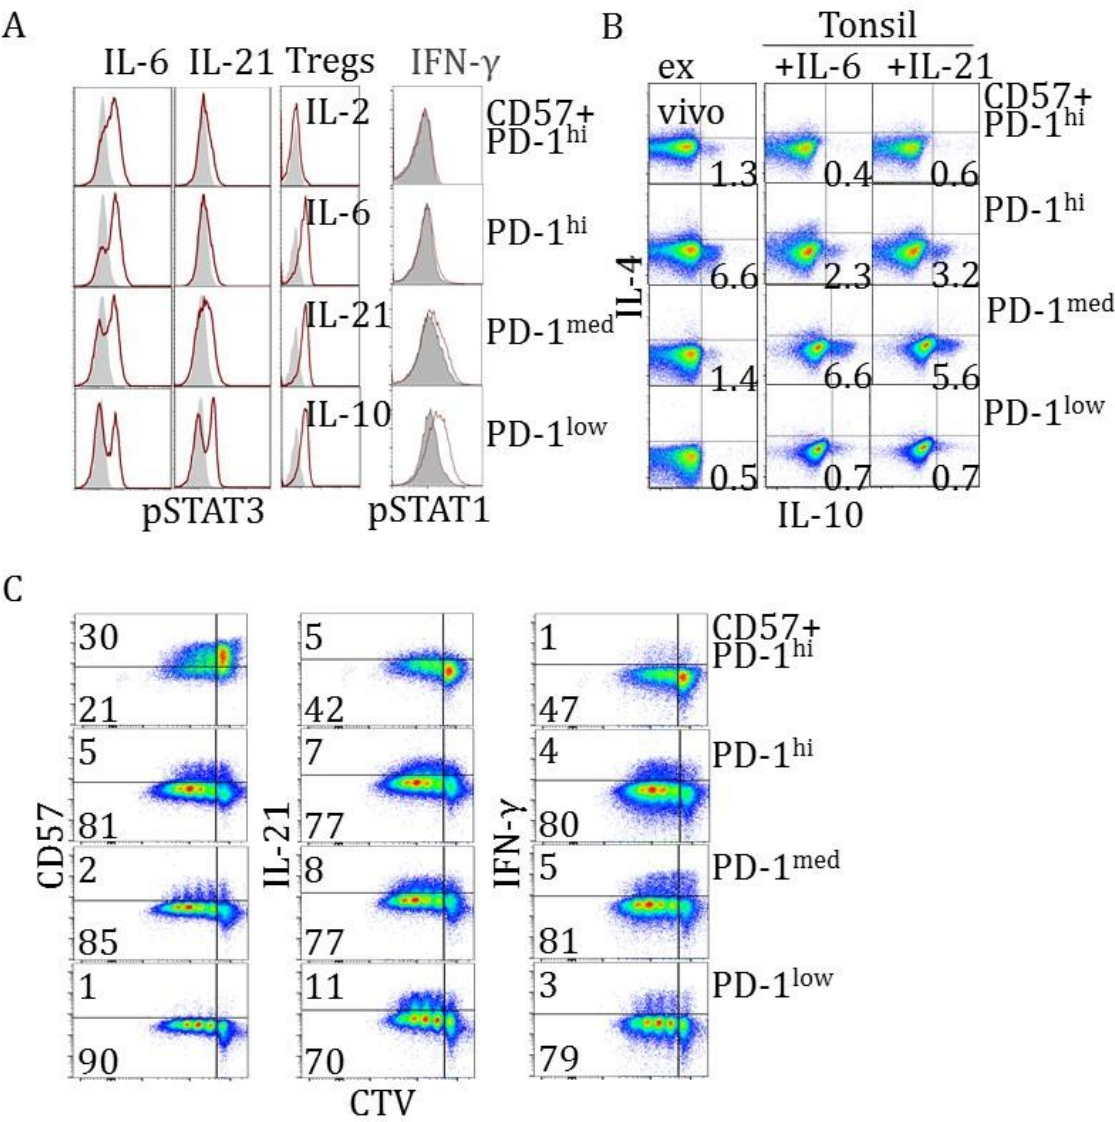 A
IL-6 IL-21 Tregs IFN-γ
IL-2
IL-6
IL-21
IL-10
CD57+
PD-1hi
PD-1hi
PD-1med
PD-1low
pSTAT3
pSTAT1
B
Tonsil
ex
vivo
+IL-6 +IL-21
CD57+
PD-1hi
1.3 0.4 0.6
PD-1hi
6.6 2.3 3.2
PD-1med
1.4 6.6 5.6
PD-1low
0.5 0.7 0.7
IL-4
IL-10
C
30 5 1
CD57+
PD-1hi
21 42 47
5 7 4
PD-1hi
81 77 80
2 8 5
PD-1med
85 77 81
1 11 3
PD-1low
90 70 79
CD57
IL-21
IFN-γ
CTV